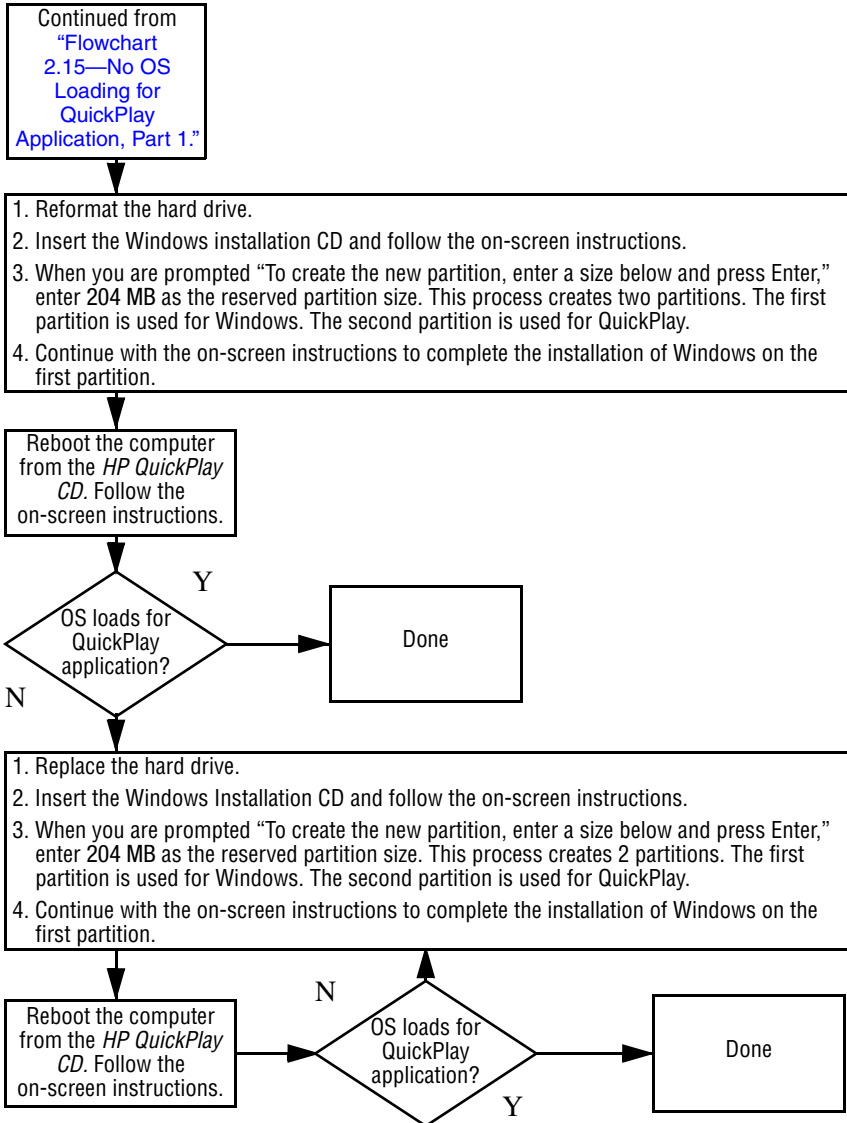 Continued from
“Flowchart
2.15—No OS
Loading for
QuickPlay
Application, Part 1.”
1. Reformat the hard drive.
2. Insert the Windows installation CD and follow the on-screen instructions.
3. When you are prompted “To create the new partition, enter a size below and press Enter,”
enter 204 MB as the reserved partition size. This process creates two partitions. The first
partition is used for Windows. The second partition is used for QuickPlay.
4. Continue with the on-screen instructions to complete the installation of Windows on the
first partition.
Reboot the computer
from the HP QuickPlay
CD. Follow the
on-screen instructions.
Y
OS loads for
QuickPlay
application?
Done
N
1. Replace the hard drive.
2. Insert the Windows Installation CD and follow the on-screen instructions.
3. When you are prompted “To create the new partition, enter a size below and press Enter,”
enter 204 MB as the reserved partition size. This process creates 2 partitions. The first
partition is used for Windows. The second partition is used for QuickPlay.
4. Continue with the on-screen instructions to complete the installation of Windows on the
first partition.
Reboot the computer
from the HP QuickPlay
CD. Follow the
on-screen instructions.
N
OS loads for
QuickPlay
application?
Y
Done